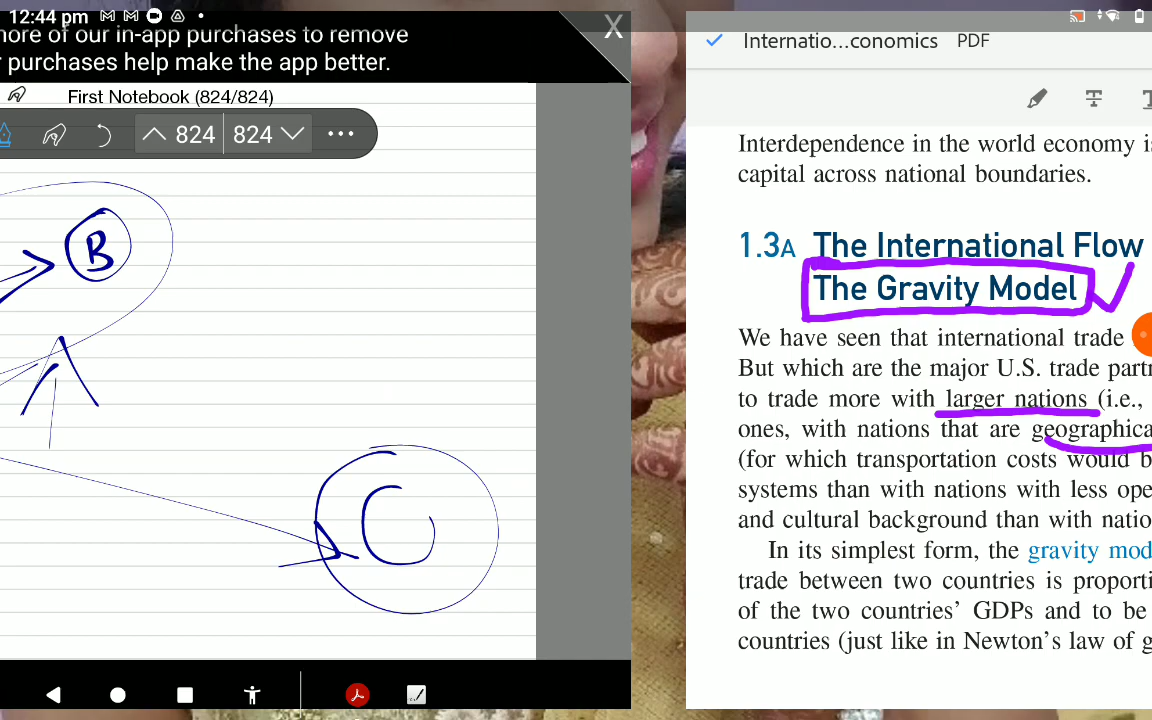 12:44 pm
more of our in-app purchases to remove
purchases help make the app better.
X
First Notebook (824/824)
824 824
B
C
Internatio...conomics PDF
Interdependence in the world economy is
capital across national boundaries.
1.3A The International Flow
The Gravity Model
We have seen that international trade
But which are the major U.S. trade partn
to trade more with larger nations (i.e.,
ones, with nations that are geographica
(for which transportation costs would b
systems than with nations with less ope
and cultural background than with natio
In its simplest form, the gravity mod
trade between two countries is proporti
of the two countries' GDPs and to be
countries (just like in Newton's law of g